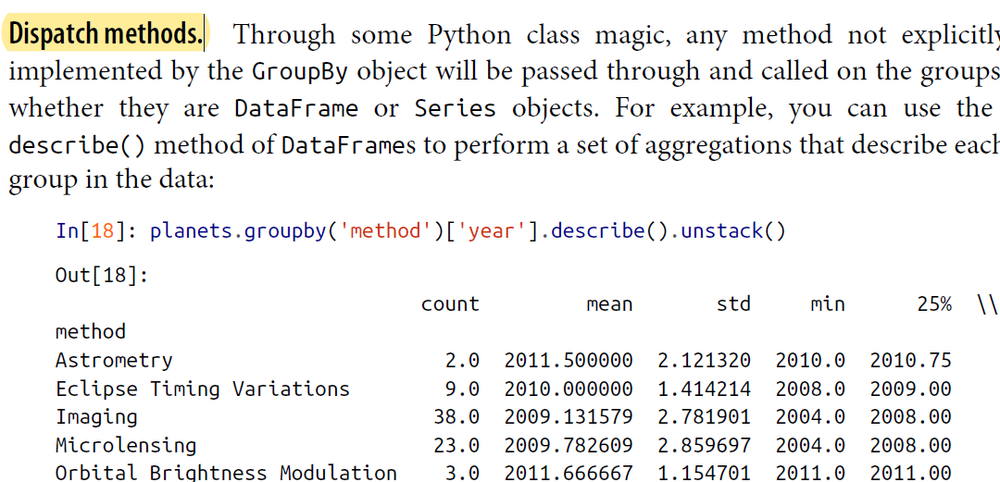 Dispatch methods. Through some Python class magic, any method not explicitly
implemented by the GroupBy object will be passed through and called on the groups
whether they are DataFrame or Series objects. For example, you can use the
describe() method of DataFrames to perform a set of aggregations that describe each
group in the data:
In[18]: planets.groupby('method')['year'].describe().unstack()
Out[18]:
count mean std min 25% \\
method
Astrometry 2.0 2011.500000 2.121320 2010.0 2010.75
Eclipse Timing Variations 9.0 2010.000000 1.414214 2008.0 2009.00
Imaging 38.0 2009.131579 2.781901 2004.0 2008.00
Microlensing 23.0 2009.782609 2.859697 2004.0 2008.00
Orbital Brightness Modulation 3.0 2011.666667 1.154701 2011.0 2011.00